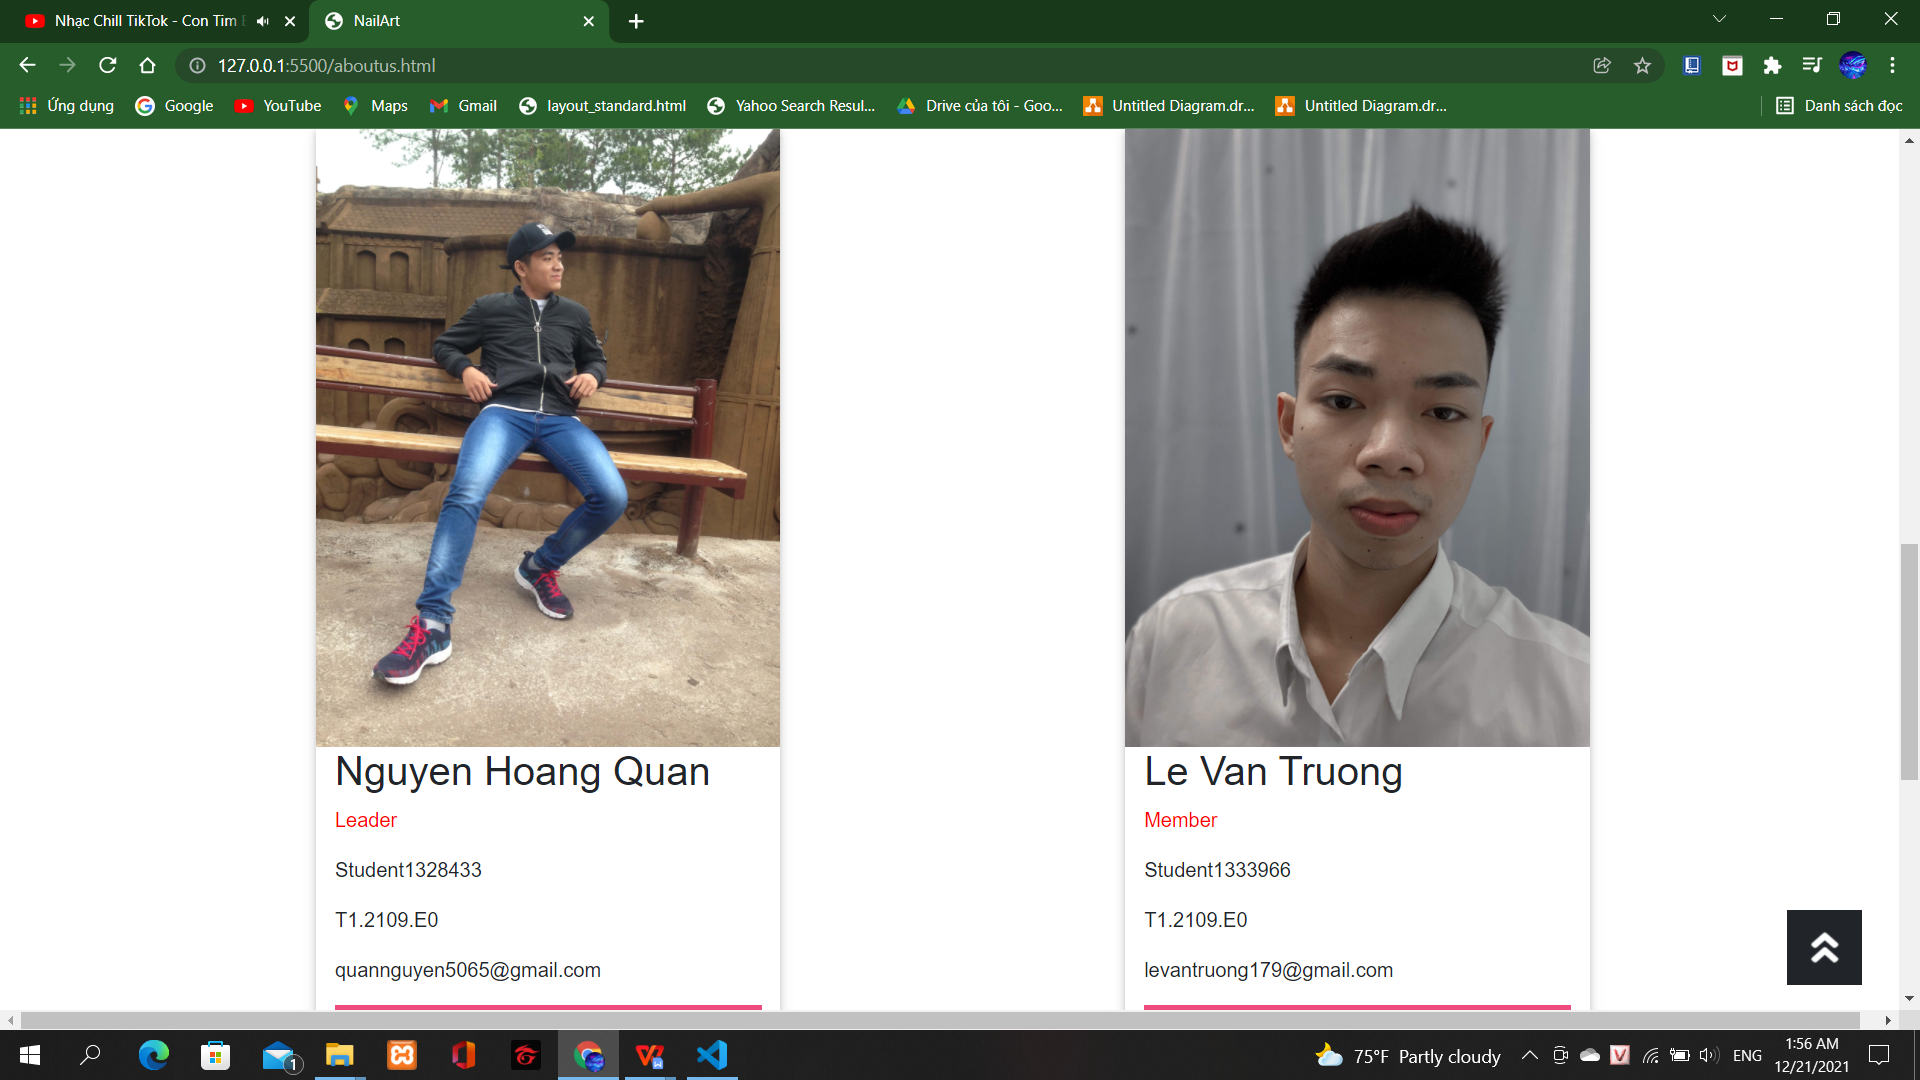 Nhạc Chill TikTok - Con Tim
NailArt
127.0.0.1:5500/aboutus.html
Ứng dụng
Google
YouTube
Maps
Gmail
layout_standard.html
Yahoo Search Resul...
Drive của tôi - Goo...
Untitled Diagram.dr...
Untitled Diagram.dr...
Danh sách đọc
Nguyen Hoang Quan
Leader
Student1328433
T1.2109.E0
quannguyen5065@gmail.com
Le Van Truong
Member
Student1333966
T1.2109.E0
levantruong179@gmail.com
1
75°F Partly cloudy
ENG
1:56 AM
12/21/2021